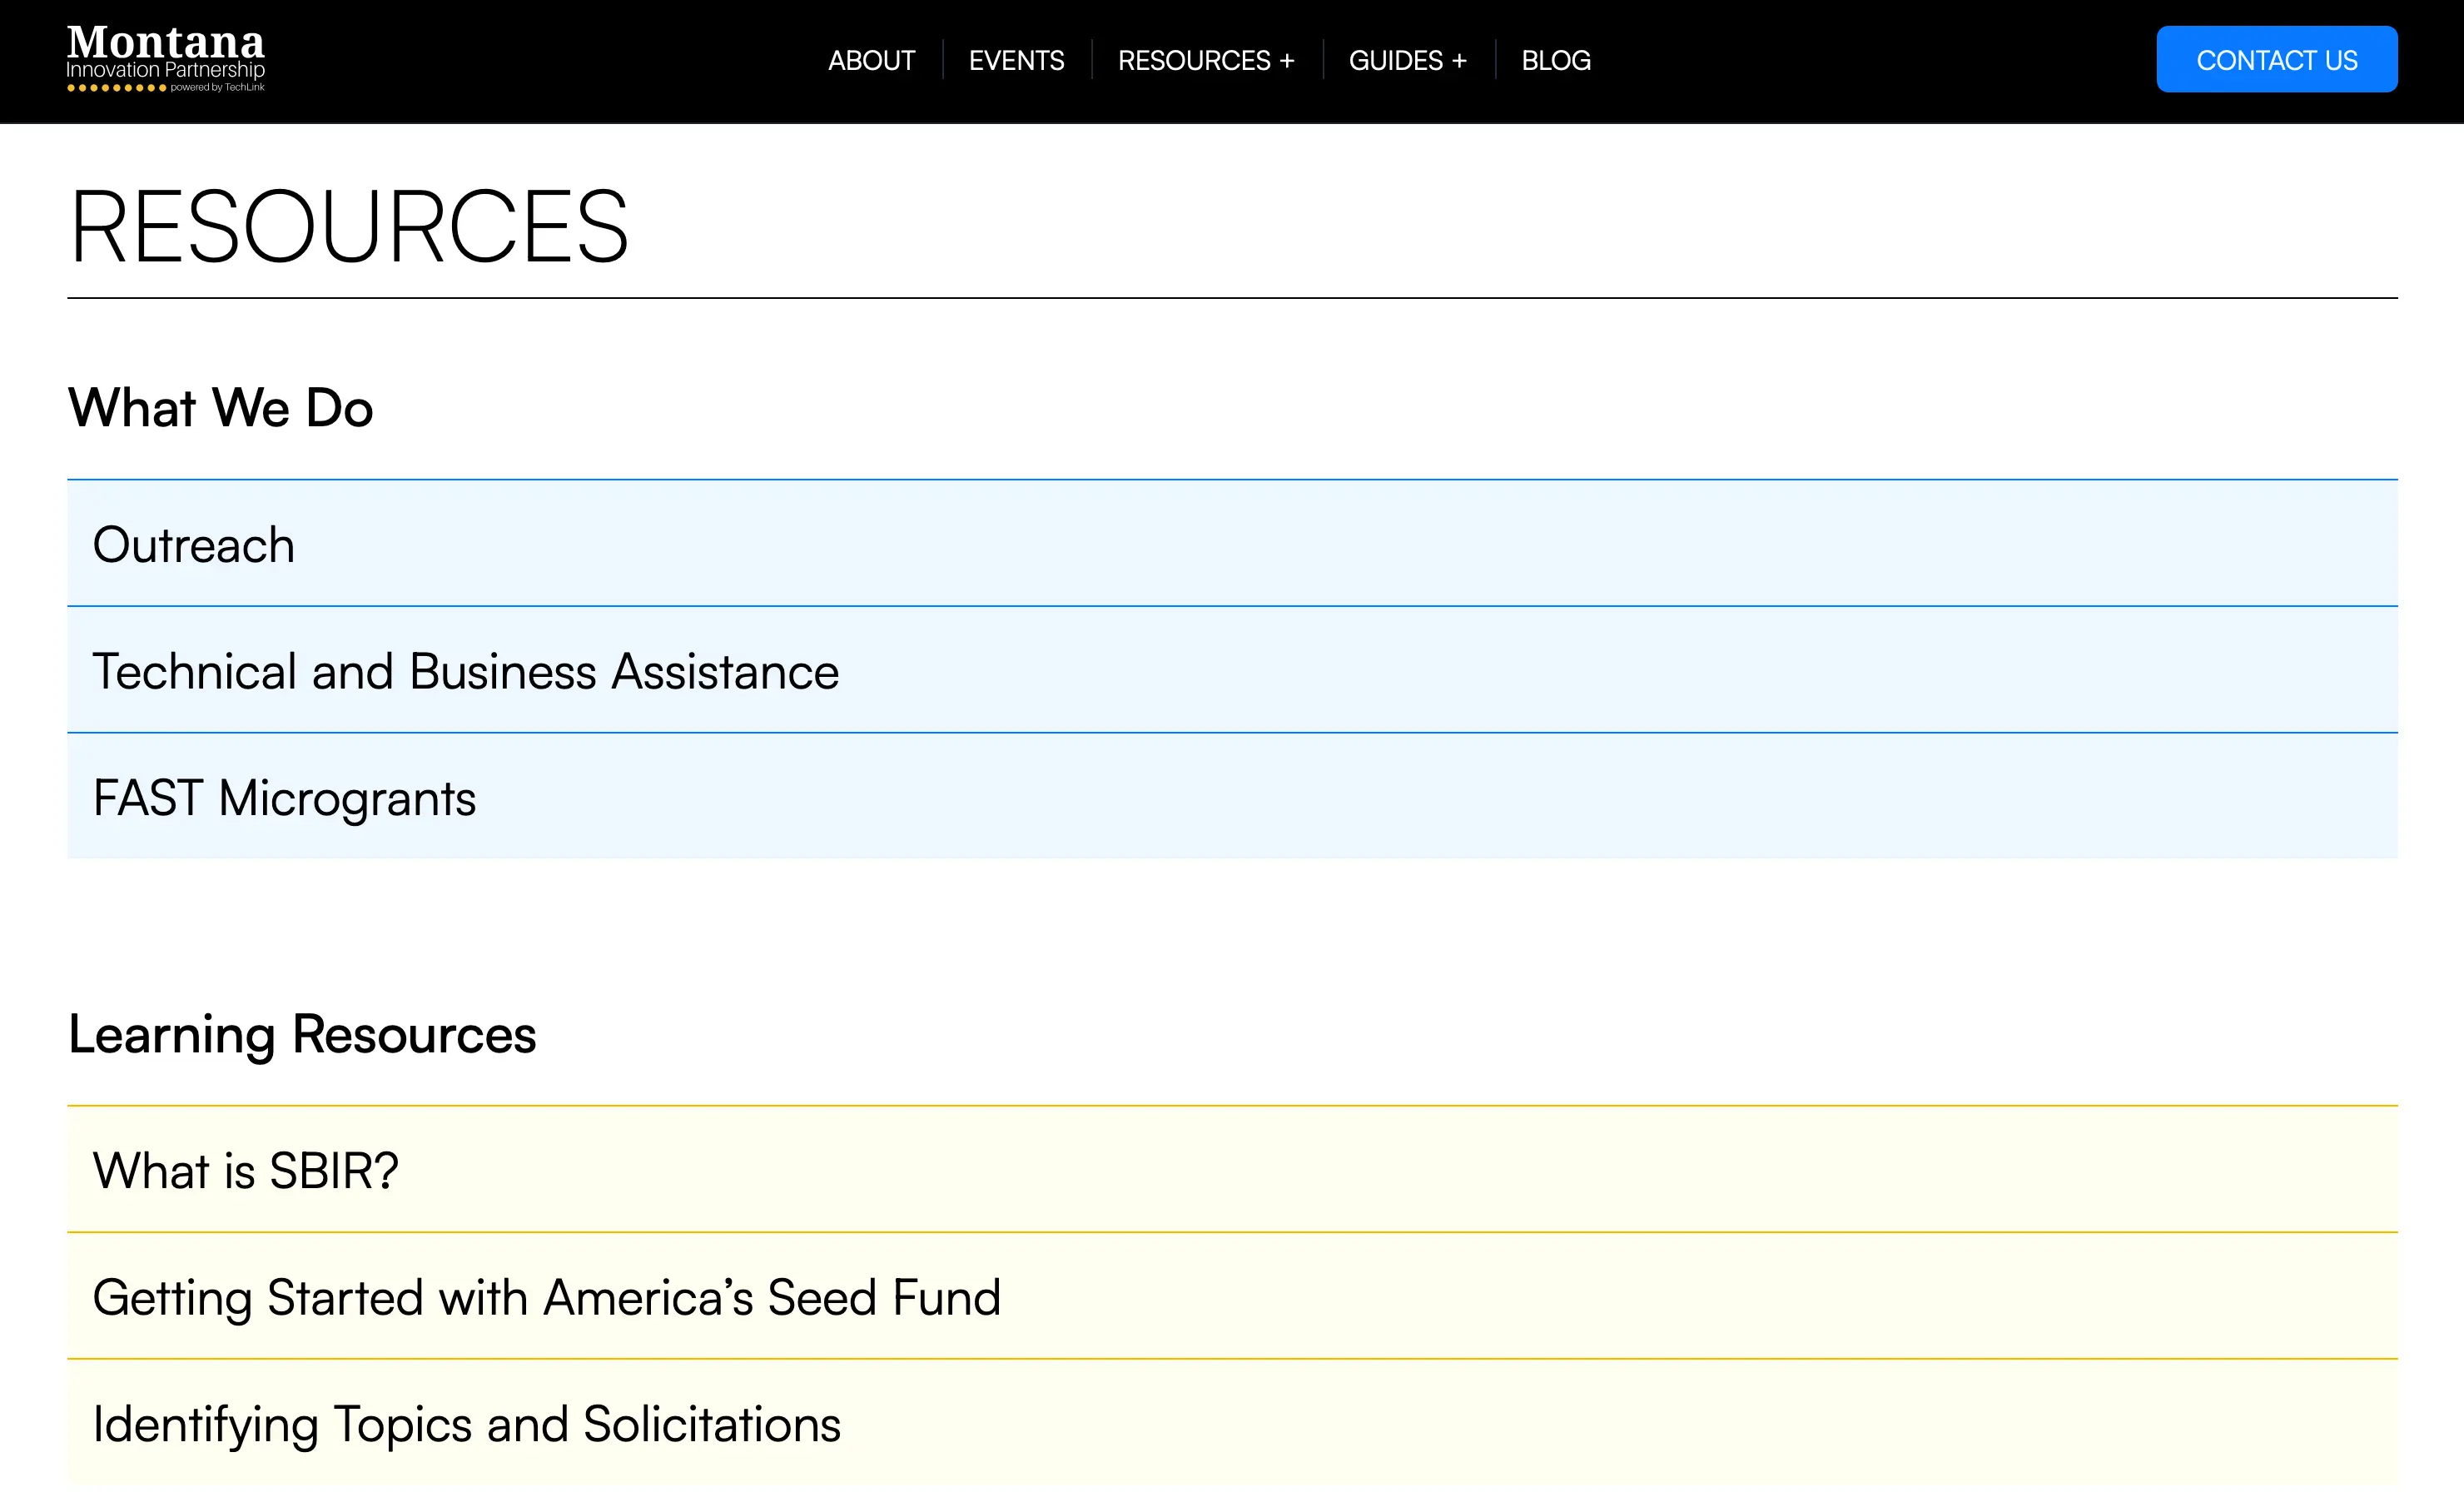 Montana
Innovation Partnership
powered by TechLink
ABOUT
EVENTS
RESOURCES +
GUIDES +
BLOG
CONTACT US
RESOURCES
What We Do
Outreach
Technical and Business Assistance
FAST Microgrants
Learning Resources
What is SBIR?
Getting Started with America’s Seed Fund
Identifying Topics and Solicitations